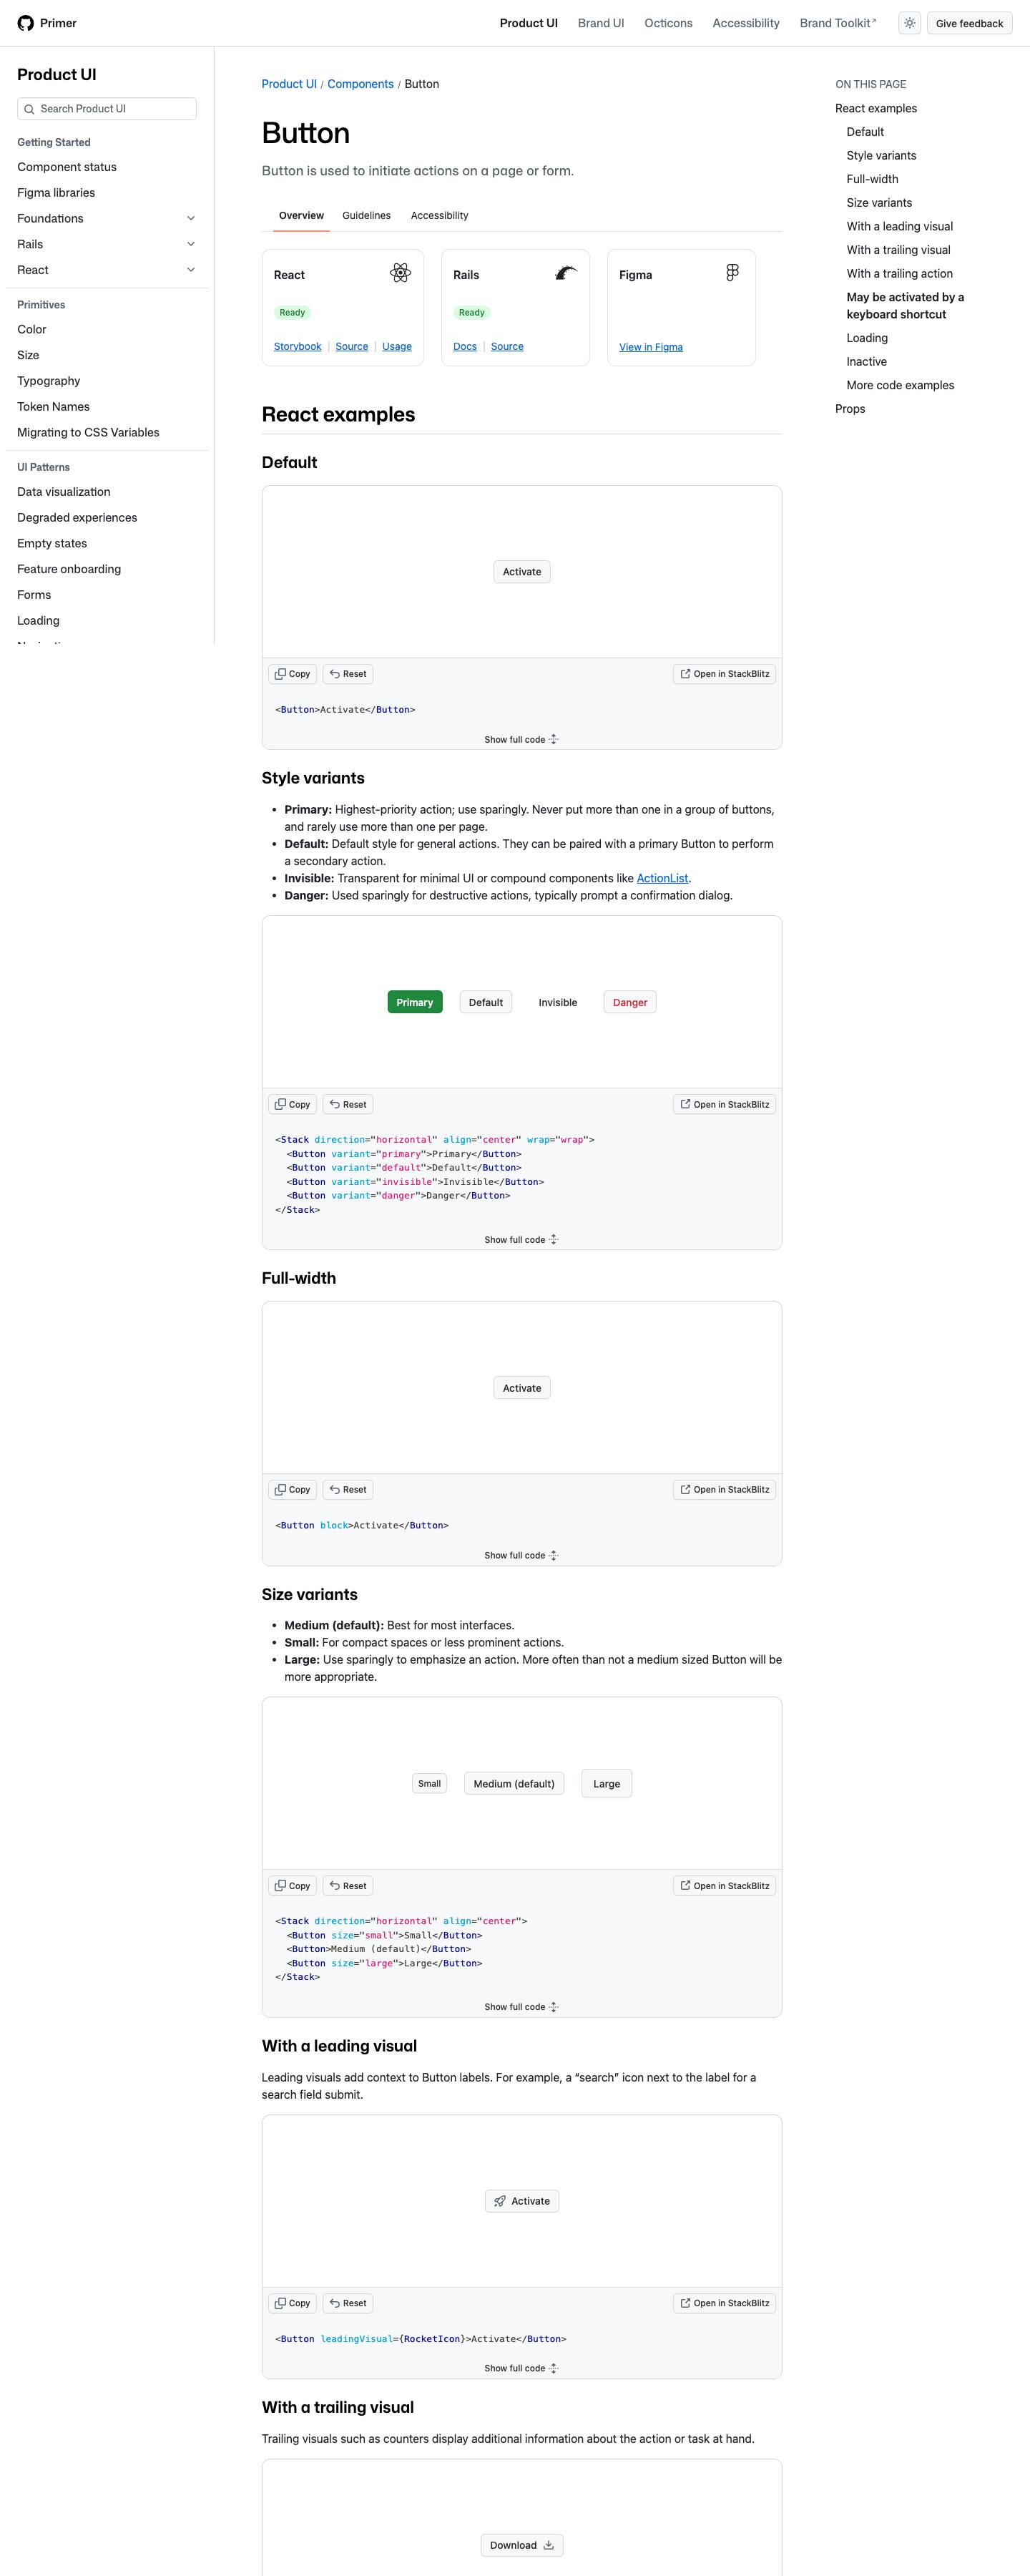 Primer
Product UI
Brand UI
Octicons
Accessibility
Brand Toolkit↗
Give feedback
Product UI
Search Product UI
Getting Started
Component status
Figma libraries
Foundations
Rails
React
Primitives
Color
Size
Typography
Token Names
Migrating to CSS Variables
UI Patterns
Data visualization
Degraded experiences
Empty states
Feature onboarding
Forms
Loading
Product UI / Components / Button
Button
Button is used to initiate actions on a page or form.
Overview
Guidelines
Accessibility
React
Ready
Storybook | Source | Usage
Rails
Ready
Docs | Source
Figma
View in Figma
React examples
Default
Activate
Copy
Reset
Open in StackBlitz
<Button>Activate</Button>
Show full code
Style variants
• Primary: Highest-priority action; use sparingly. Never put more than one in a group of buttons,
and rarely use more than one per page.
• Default: Default style for general actions. They can be paired with a primary Button to perform
a secondary action.
• Invisible: Transparent for minimal UI or compound components like ActionList.
• Danger: Used sparingly for destructive actions, typically prompt a confirmation dialog.
Primary
Default
Invisible
Danger
Copy
Reset
Open in StackBlitz
<Stack direction="horizontal" align="center" wrap="wrap">
<Button variant="primary">Primary</Button>
<Button variant="default">Default</Button>
<Button variant="invisible">Invisible</Button>
<Button variant="danger">Danger</Button>
</Stack>
Show full code
Full-width
Activate
Copy
Reset
Open in StackBlitz
<Button block>Activate</Button>
Show full code
Size variants
• Medium (default): Best for most interfaces.
• Small: For compact spaces or less prominent actions.
• Large: Use sparingly to emphasize an action. More often than not a medium sized Button will be
more appropriate.
Small
Medium (default)
Large
Copy
Reset
Open in StackBlitz
<Stack direction="horizontal" align="center">
<Button size="small">Small</Button>
<Button>Medium (default)</Button>
<Button size="large">Large</Button>
</Stack>
Show full code
With a leading visual
Leading visuals add context to Button labels. For example, a “search” icon next to the label for a
search field submit.
Activate
Copy
Reset
Open in StackBlitz
<Button leadingVisual={RocketIcon}>Activate</Button>
Show full code
With a trailing visual
Trailing visuals such as counters display additional information about the action or task at hand.
Download
ON THIS PAGE
React examples
Default
Style variants
Full-width
Size variants
With a leading visual
With a trailing visual
With a trailing action
May be activated by a
keyboard shortcut
Loading
Inactive
More code examples
Props